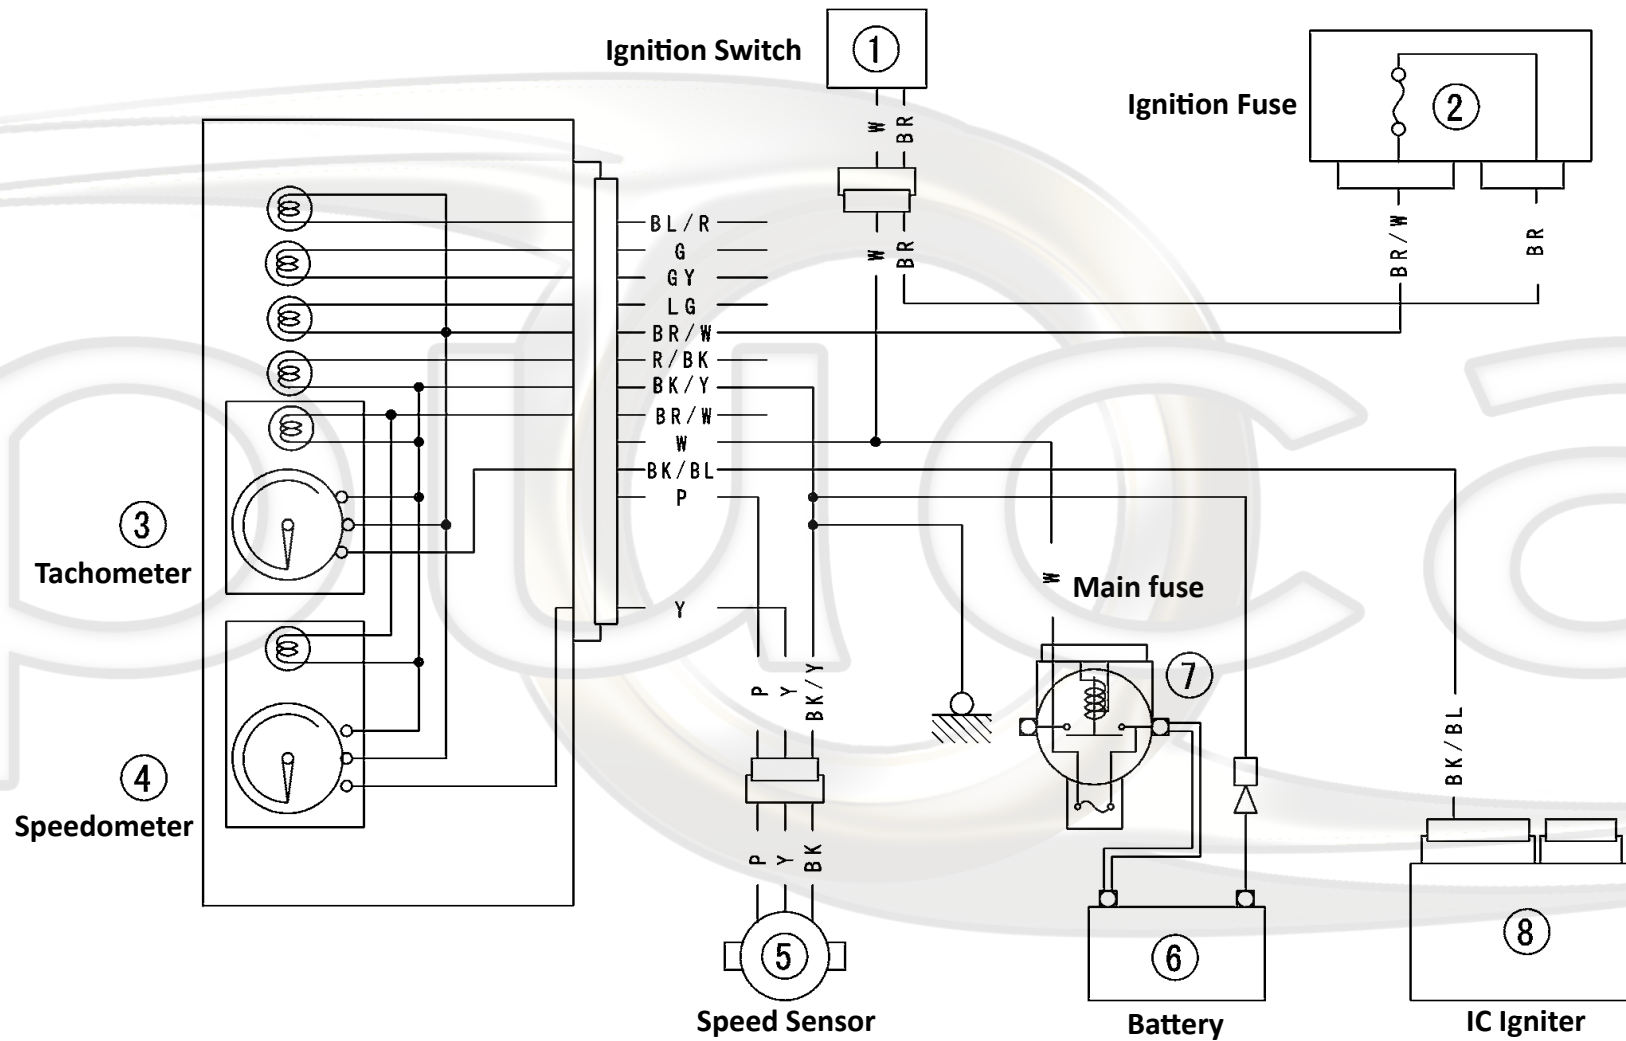 Ignition Switch
1
Ignition Fuse
2
W
BR
W
BR
BR/W
BR
BL/R
G
GY
LG
BR/W
R/BK
BK/Y
BR/W
W
BK/BL
P
Y
3
Tachometer
4
Speedometer
W
Main fuse
7
P
Y
BK/Y
BK/BL
P
Y
BK
5
Speed Sensor
6
Battery
8
IC Igniter
puca